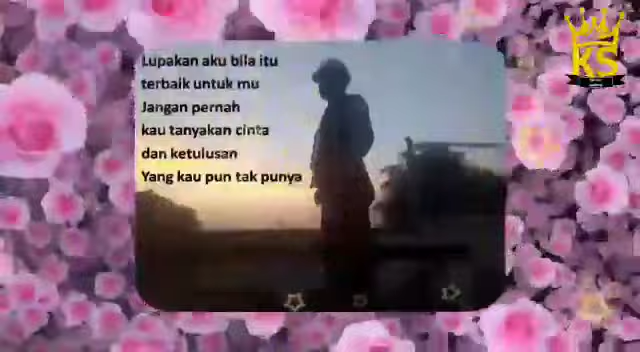 Lupakan aku bila itu
terbaik untuk mu
Jangan pernah
kau tanyakan cinta
dan ketulusan
Yang kau pun tak punya
KS